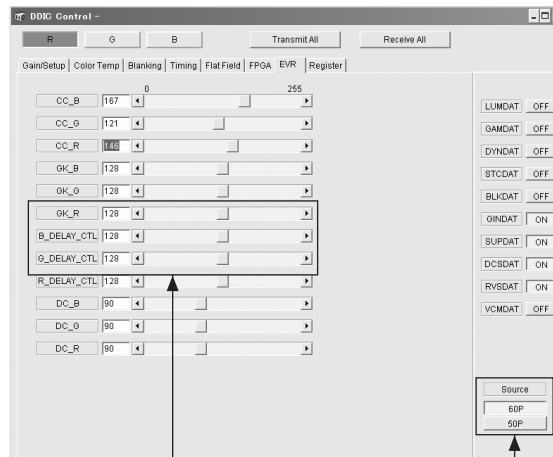 DDIC Control -
R G B Transmit All Receive All
Gain/Setup Color Temp Blanking Timing Flat Field FPGA EVR Register
0 255
CC_B 167
CC_G 121
CC_R 146
GK_B 128
GK_G 128
GK_R 128
B_DELAY_CTL 128
G_DELAY_CTL 128
R_DELAY_CTL 128
DC_B 90
DC_G 90
DC_R 90
LUMDAT OFF
GAMDAT OFF
DYNDAT OFF
STCDAT OFF
BLKDAT OFF
GINDAT ON
SUPDAT ON
DCSDAT ON
RVSDAT ON
VCMDAT OFF
Source
60P
50P